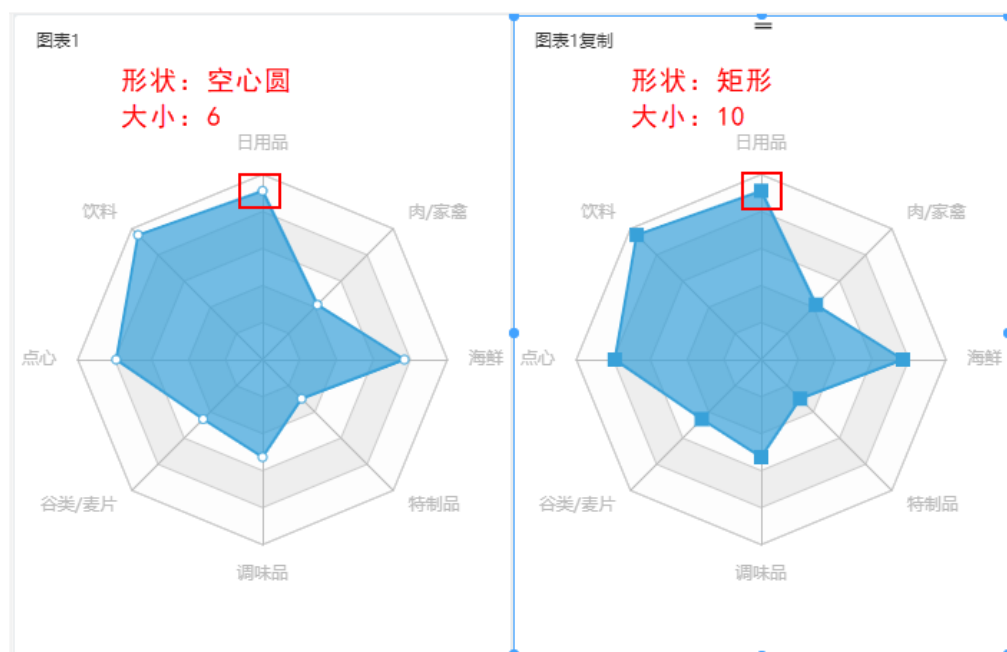 图表1
形状：空心圆
大小：6
日用品
饮料
肉/家禽
点心
海鲜
谷类/麦片
特制品
调味品
图表1复制
形状：矩形
大小：10
日用品
饮料
肉/家禽
点心
海鲜
谷类/麦片
特制品
调味品